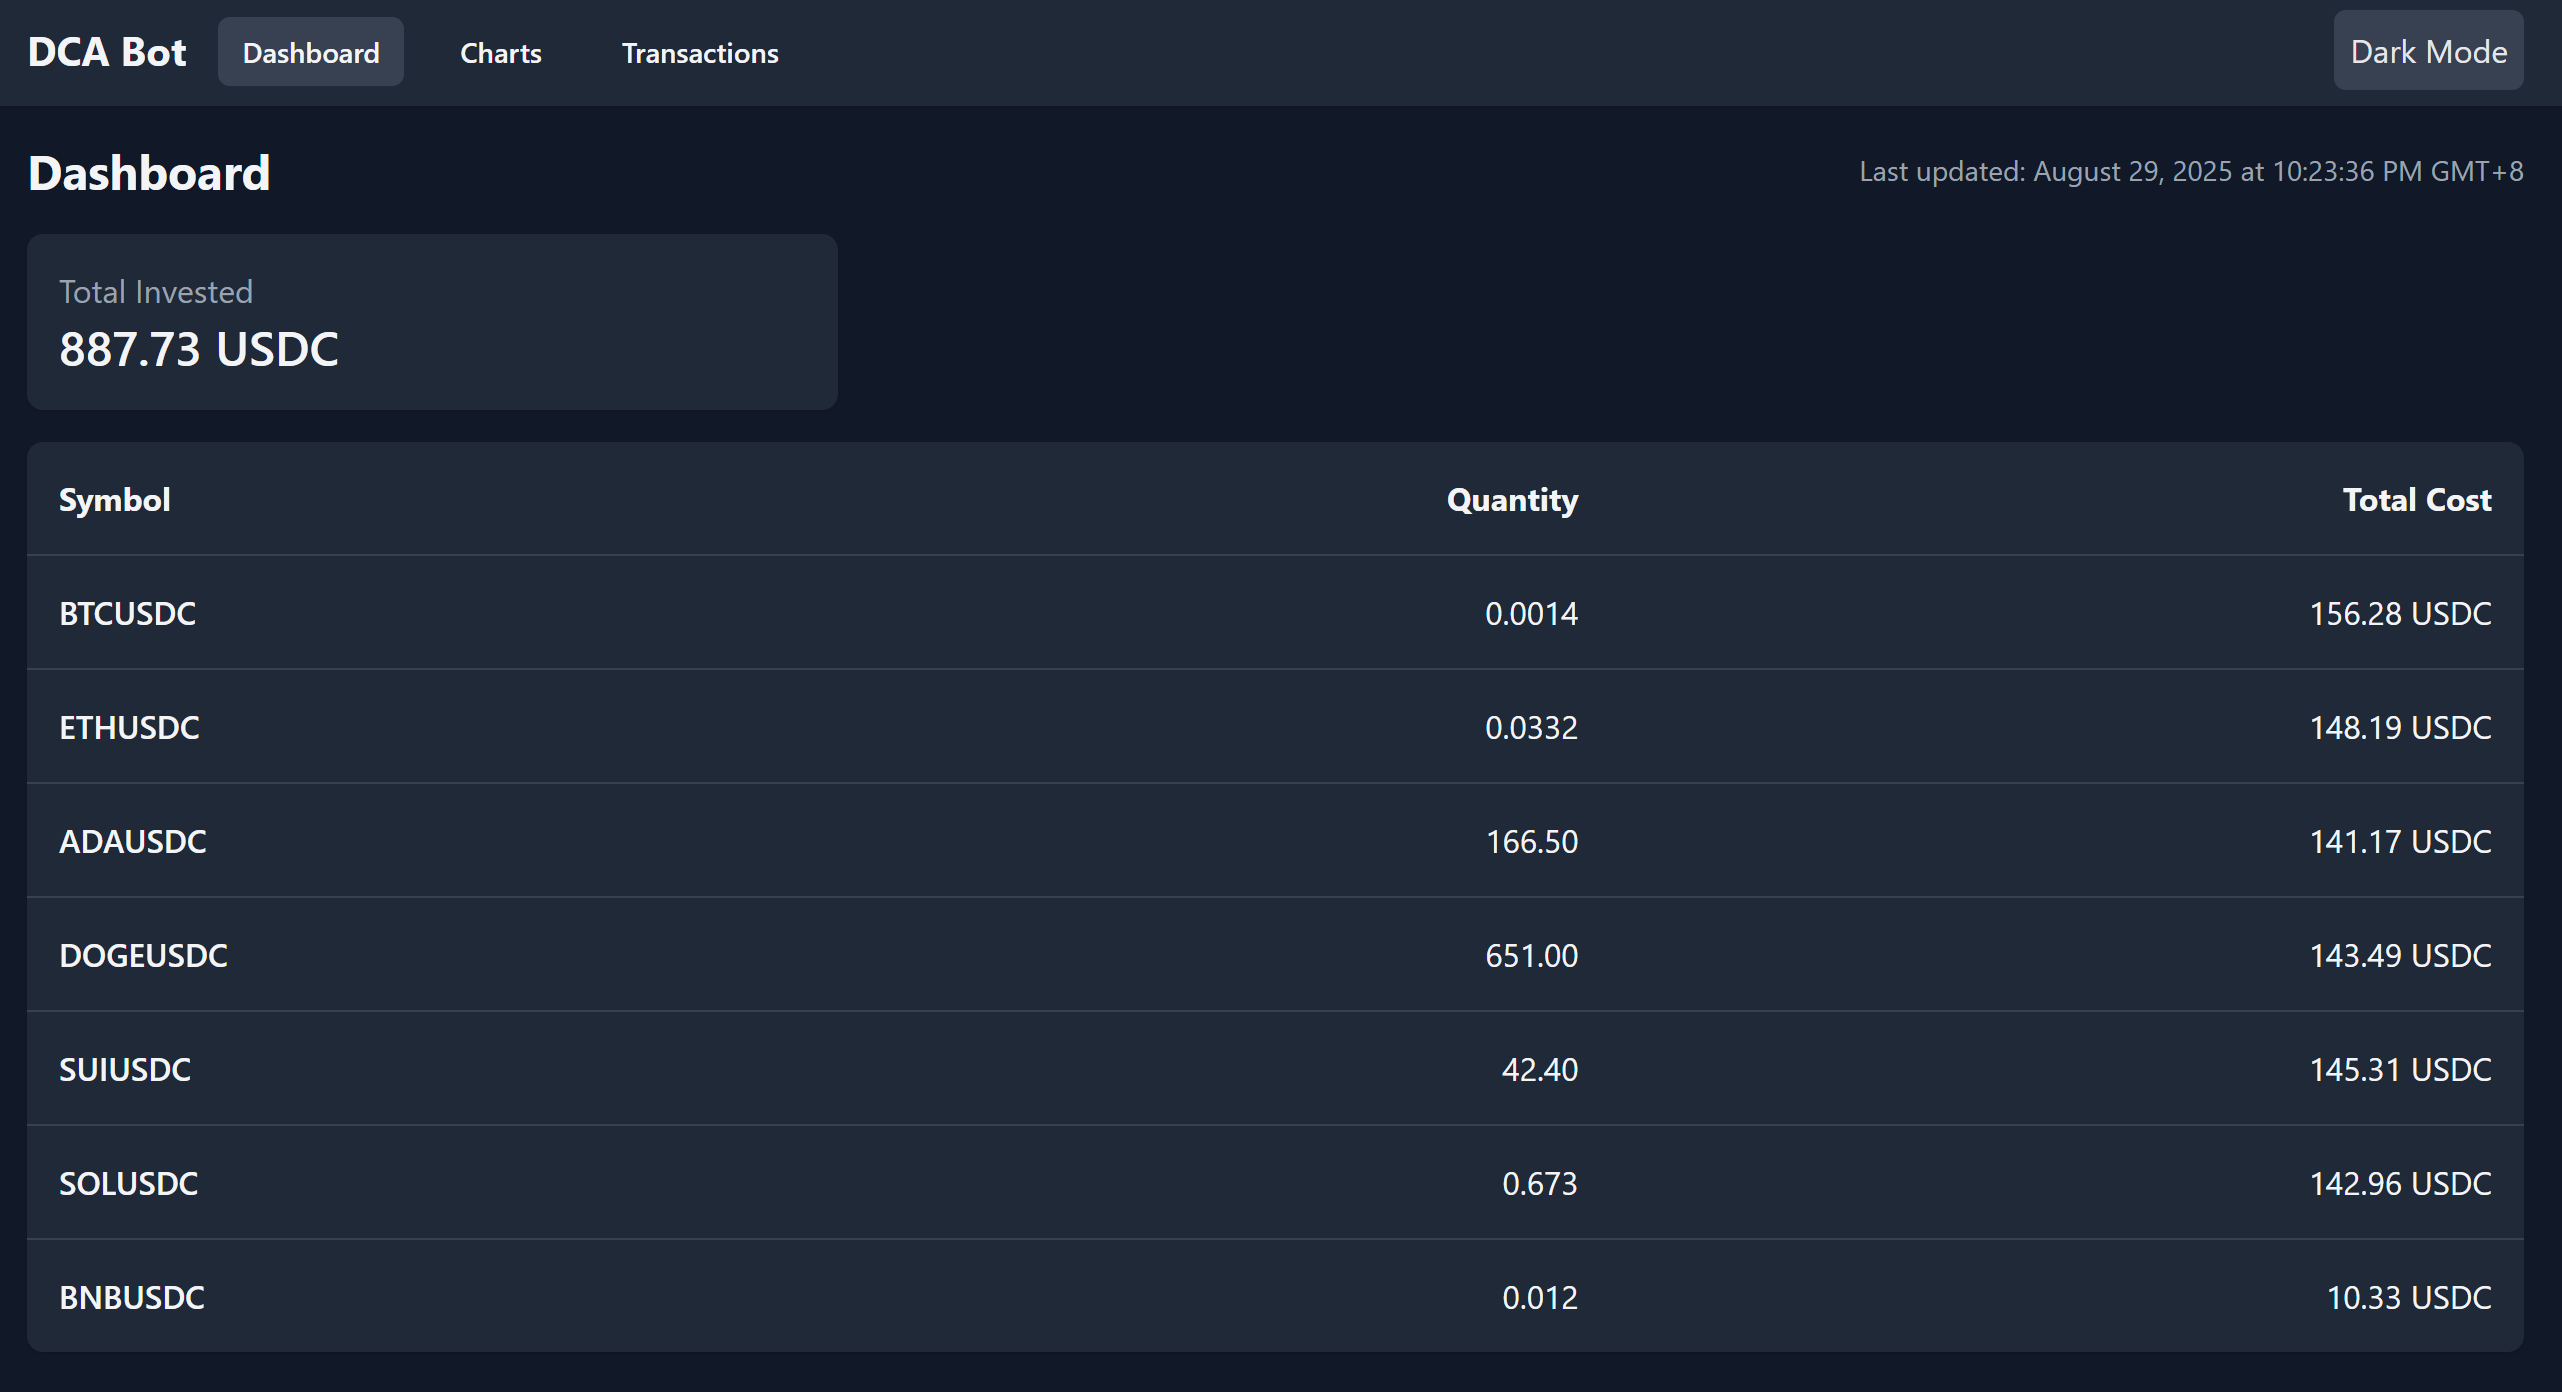 DCA Bot Dashboard Charts Transactions Dark Mode
Dashboard Last updated: August 29, 2025 at 10:23:36 PM GMT+8
Total Invested
887.73 USDC
Symbol Quantity Total Cost
BTCUSDC 0.0014 156.28 USDC
ETHUSDC 0.0332 148.19 USDC
ADAUSDC 166.50 141.17 USDC
DOGEUSDC 651.00 143.49 USDC
SUIUSDC 42.40 145.31 USDC
SOLUSDC 0.673 142.96 USDC
BNBUSDC 0.012 10.33 USDC